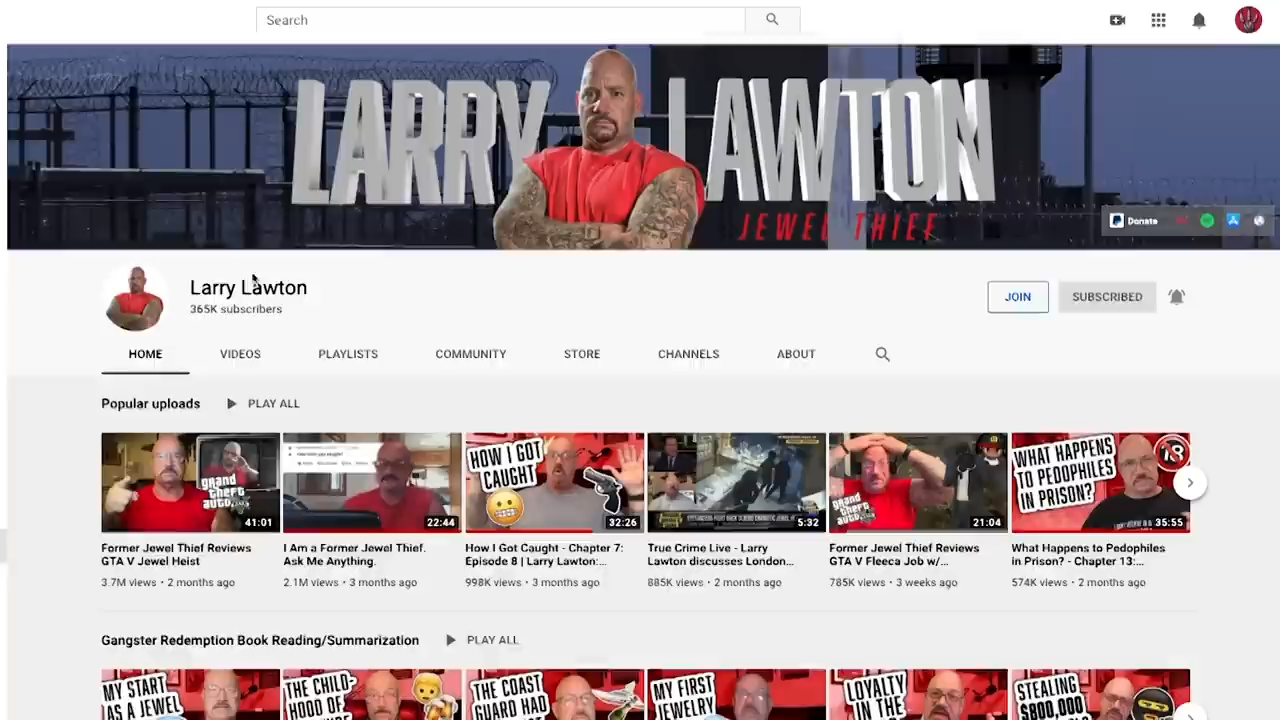 Search
LARRY LAWTON
JEWEL THIEF
Donate
Larry Lawton
365K subscribers
JOIN
SUBSCRIBED
HOME
VIDEOS
PLAYLISTS
COMMUNITY
STORE
CHANNELS
ABOUT
Popular uploads
PLAY ALL
grand
theft
auto
41:01
22:44
HOW I GOT
CAUGHT
32:26
5:32
grand
theft
auto
21:04
WHAT HAPPENS
TO PEDOPHILES
IN PRISON?
18
35:55
Former Jewel Thief Reviews
GTA V Jewel Heist
3.7M views • 2 months ago
I Am a Former Jewel Thief.
Ask Me Anything.
2.1M views • 3 months ago
How I Got Caught - Chapter 7:
Episode 8 | Larry Lawton:...
998K views • 3 months ago
True Crime Live - Larry
Lawton discusses London...
885K views • 2 months ago
Former Jewel Thief Reviews
GTA V Fleeca Job w/...
785K views • 3 weeks ago
What Happens to Pedophiles
in Prison? - Chapter 13:...
574K views • 2 months ago
Gangster Redemption Book Reading/Summarization
PLAY ALL
MY START
AS A JEWEL
THE CHILD-
HOOD OF
THE COAST
GUARD HAD
MY FIRST
JEWELRY
LOYALTY
IN THE
STEALING
$800,000